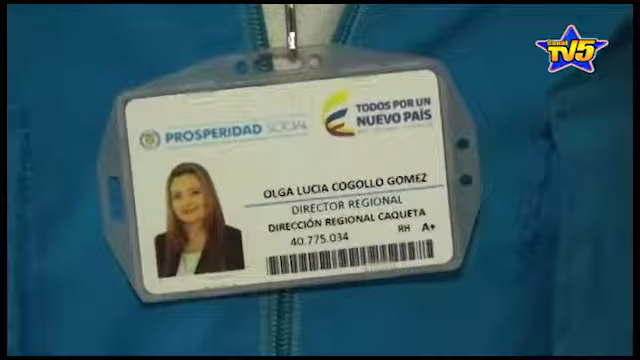 canal
TV5
PROSPERIDAD SOCIAL
TODOS POR UN
NUEVO PAÍS
OLGA LUCIA COGOLLO GOMEZ
DIRECTOR REGIONAL
DIRECCIÓN REGIONAL CAQUETA
40.775.034
RH A+